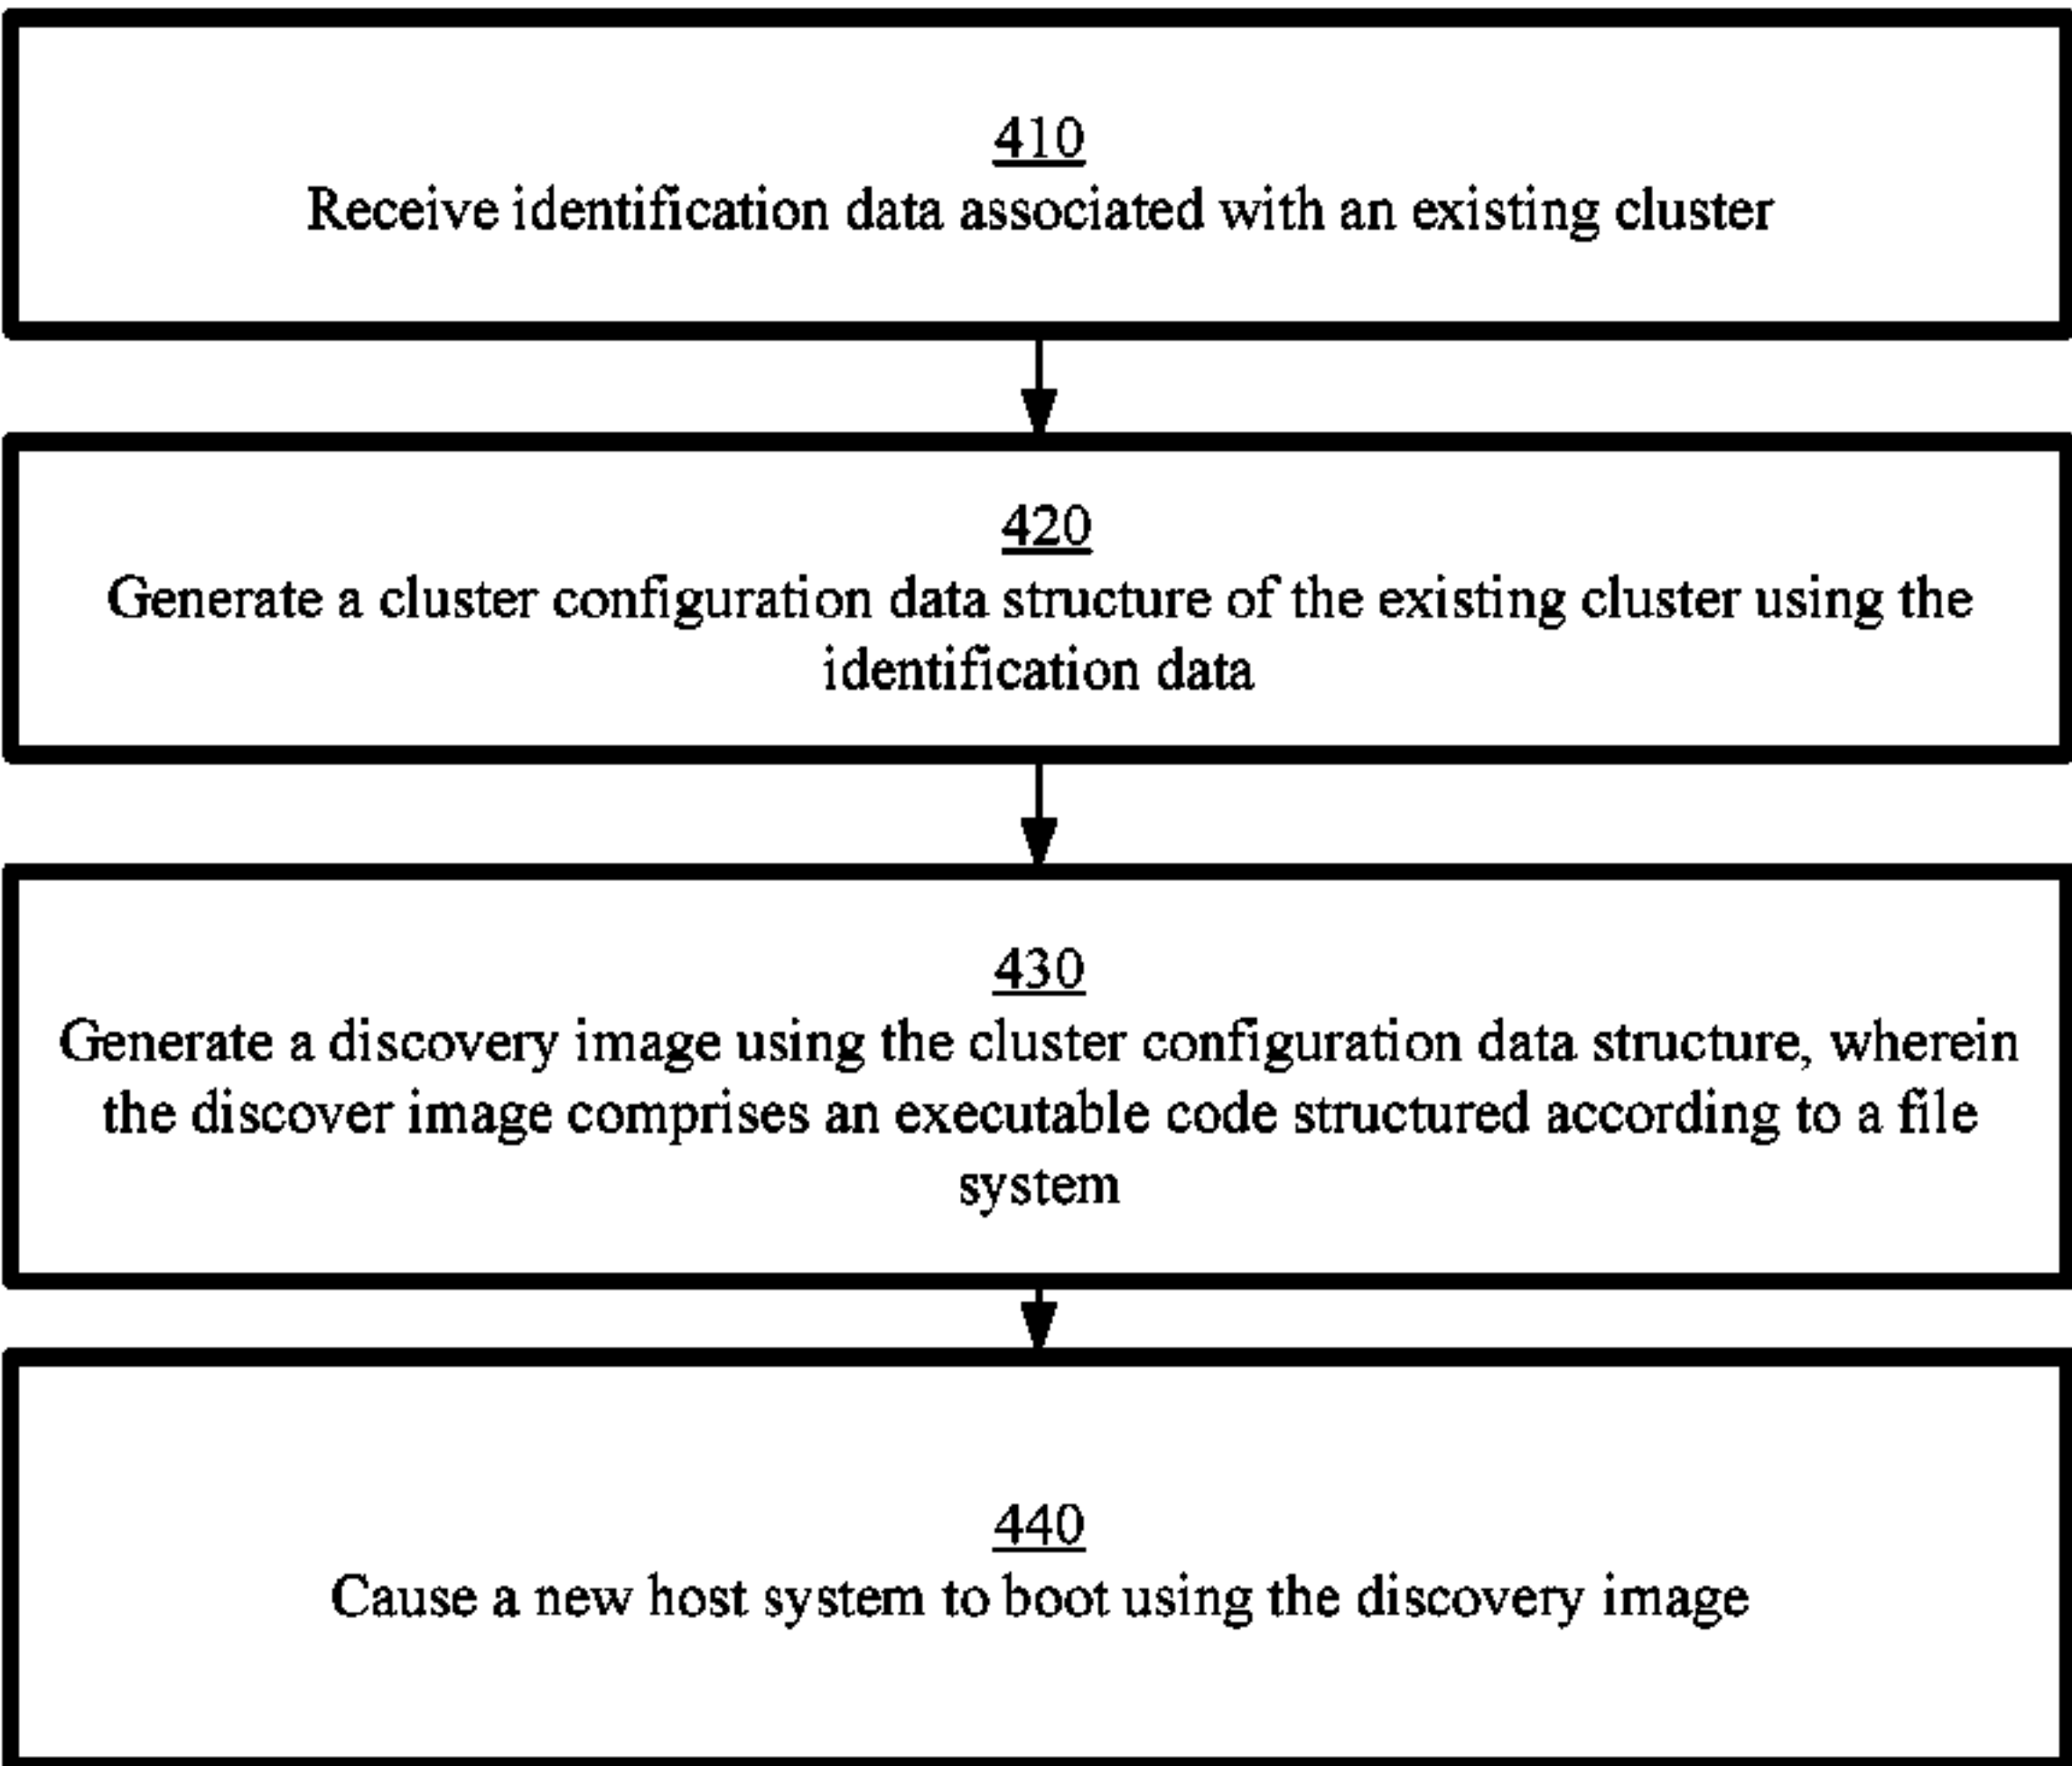 410
Receive identification data associated with an existing cluster
420
Generate a cluster configuration data structure of the existing cluster using the
identification data
430
Generate a discovery image using the cluster configuration data structure, wherein
the discover image comprises an executable code structured according to a file
system
440
Cause a new host system to boot using the discovery image